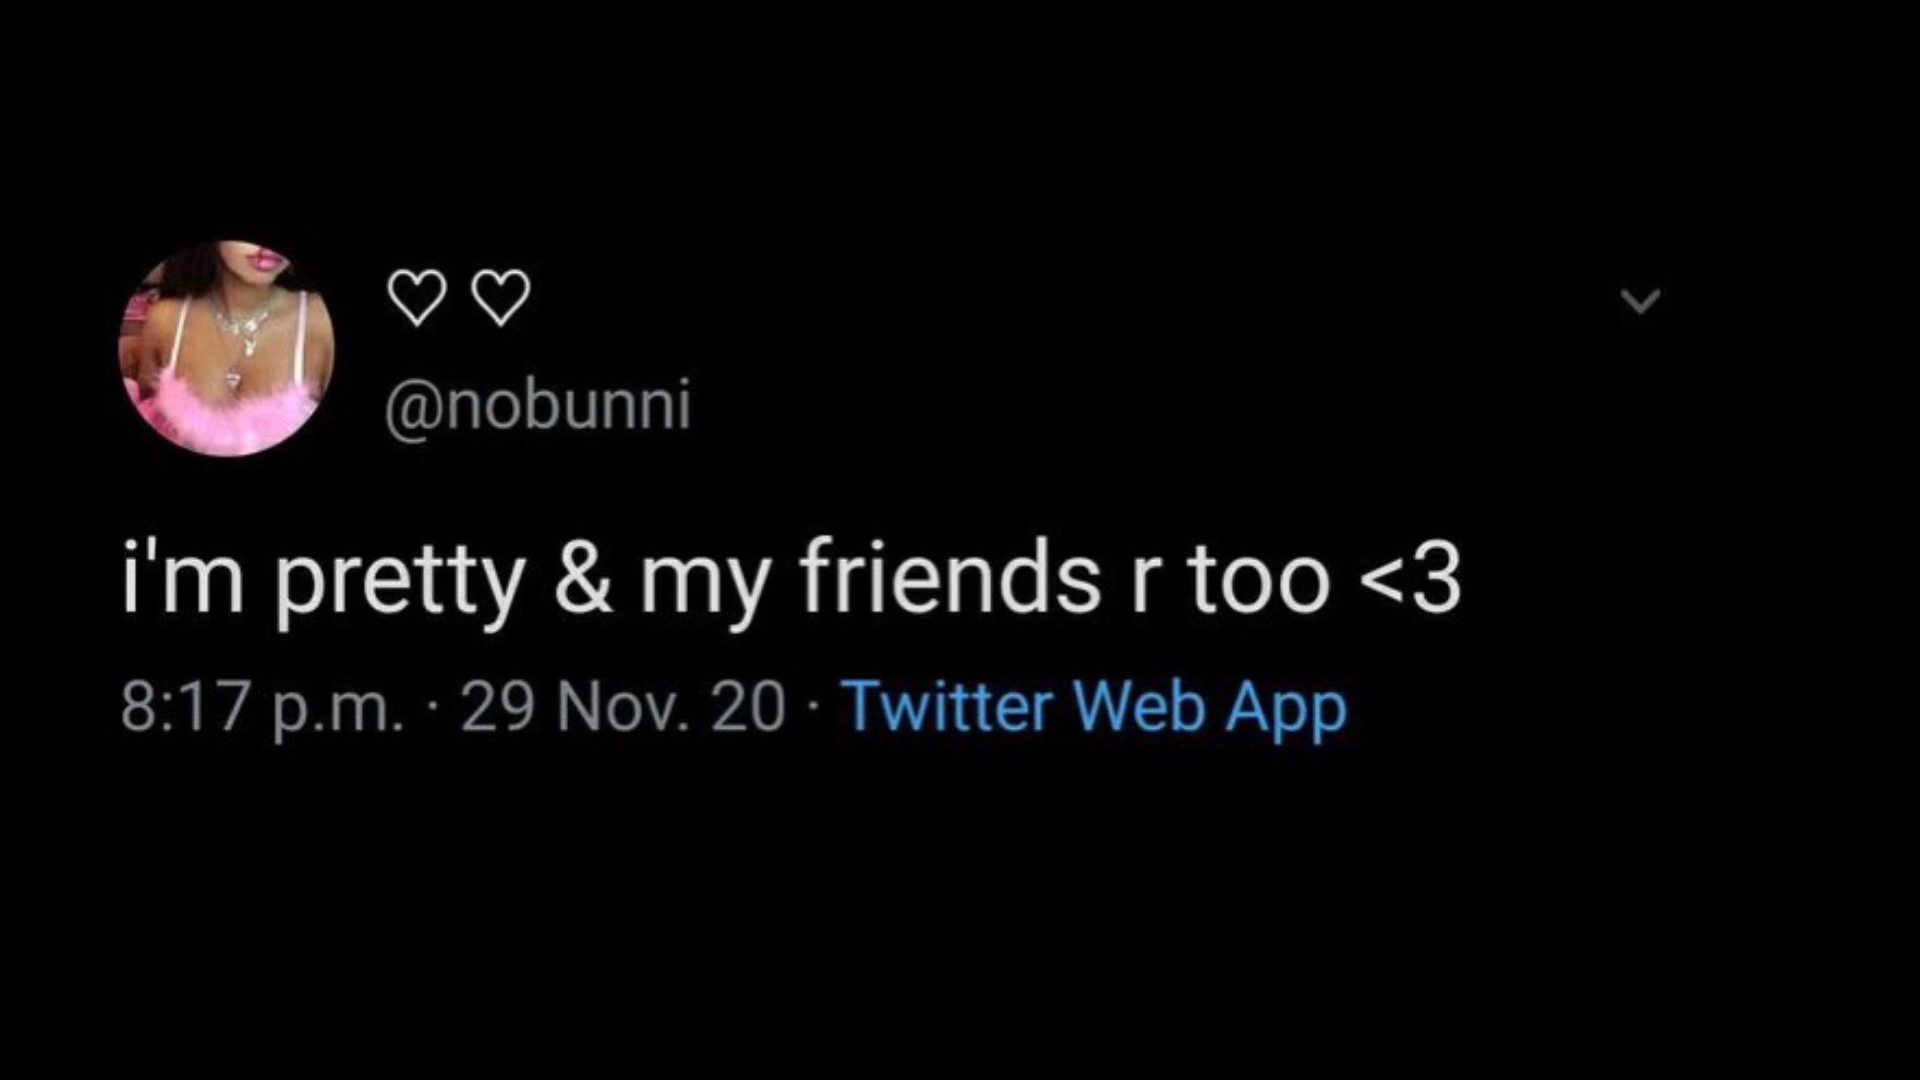 ♡ ♡
@nobunni
i'm pretty & my friends r too <3
8:17 p.m. · 29 Nov. 20 · Twitter Web App